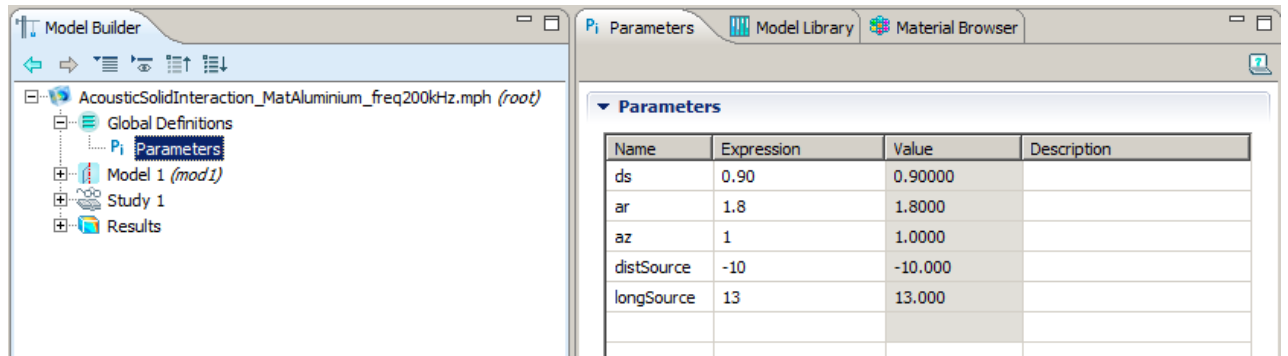 Model Builder
AcousticSolidInteraction_MatAluminium_freq200kHz.mph (root)
Global Definitions
Pi Parameters
Model 1 (mod1)
Study 1
Results
Pi Parameters Model Library Material Browser
?
Parameters
Name Expression Value Description
ds 0.90 0.90000
ar 1.8 1.8000
az 1 1.0000
distSource -10 -10.000
longSource 13 13.000